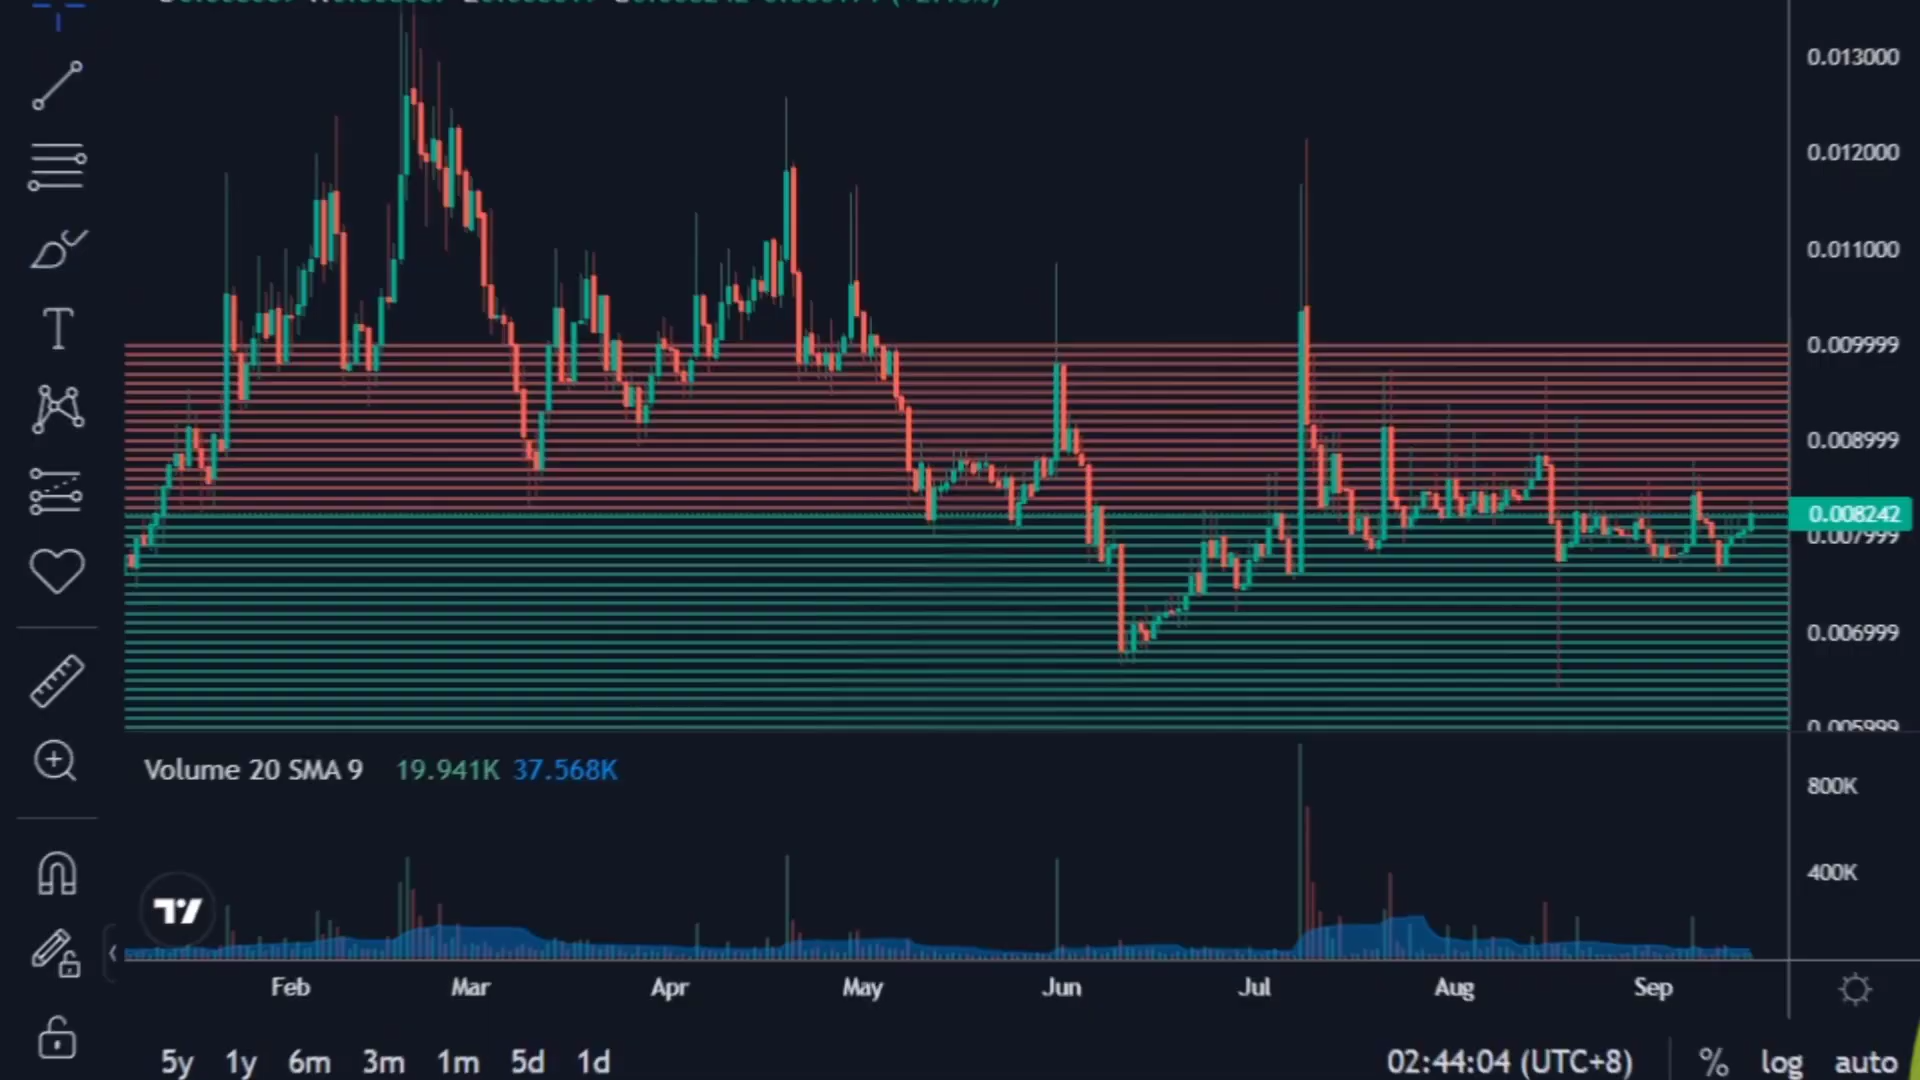 0.013000
0.012000
0.011000
0.009999
0.008999
0.008242
0.007999
0.006999
0.005999
Volume 20 SMA 9 19.941K 37.568K
800K
400K
Feb Mar Apr May Jun Jul Aug Sep
5y 1y 6m 3m 1m 5d 1d 02:44:04 (UTC+8) % log auto